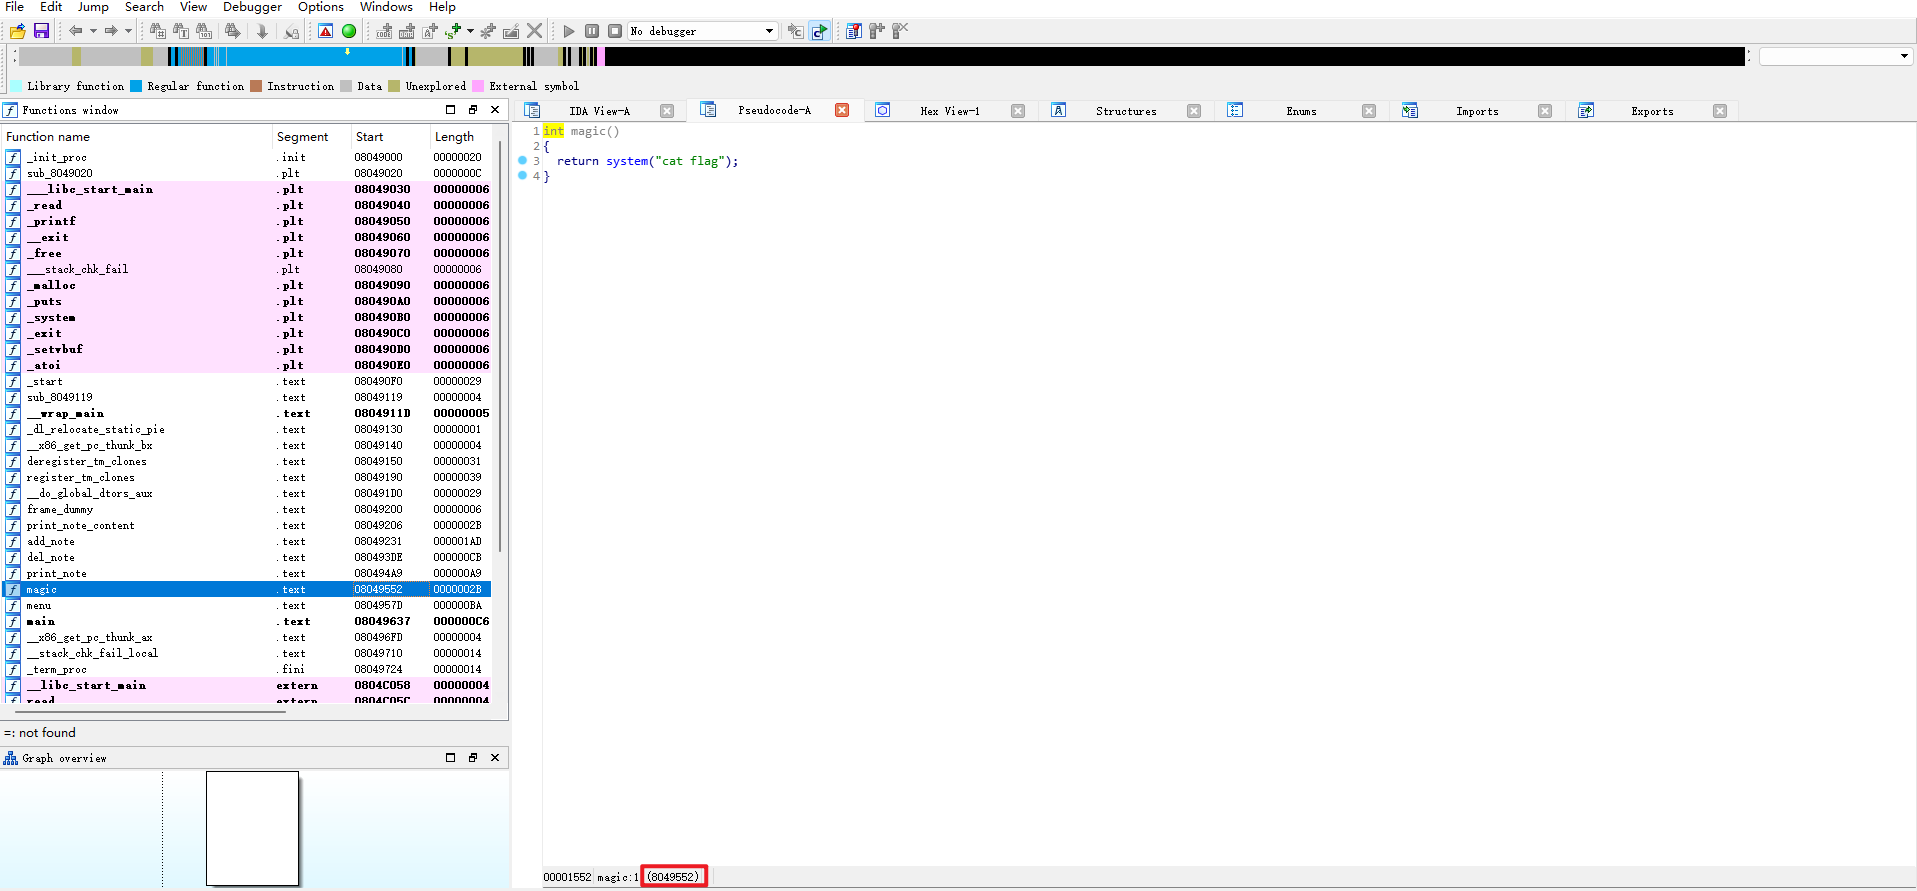 File Edit Jump Search View Debugger Options Windows Help
No debugger
Library function Regular function Instruction Data Unexplored External symbol
Functions window
Function name Segment Start Length
_init_proc .init 08049000 00000020
sub_8049020 .plt 08049020 0000000C
___libc_start_main .plt 08049030 00000006
_read .plt 08049040 00000006
_printf .plt 08049050 00000006
__exit .plt 08049060 00000006
_free .plt 08049070 00000006
___stack_chk_fail .plt 08049080 00000006
_malloc .plt 08049090 00000006
_puts .plt 080490A0 00000006
_system .plt 080490B0 00000006
_exit .plt 080490C0 00000006
_setvbuf .plt 080490D0 00000006
_atoi .plt 080490E0 00000006
_start .text 080490F0 00000029
sub_8049119 .text 08049119 00000004
__wrap_main .text 0804911D 00000005
_dl_relocate_static_pie .text 08049130 00000001
__x86_get_pc_thunk_bx .text 08049140 00000004
deregister_tm_clones .text 08049150 00000031
register_tm_clones .text 08049190 00000039
__do_global_dtors_aux .text 080491D0 00000029
frame_dummy .text 08049200 00000006
print_note_content .text 08049206 0000002B
add_note .text 08049231 000001AD
del_note .text 080493DE 000000CB
print_note .text 080494A9 000000A9
magic .text 08049552 0000002B
menu .text 0804957D 000000BA
main .text 08049637 000000C6
__x86_get_pc_thunk_ax .text 080496FD 00000004
__stack_chk_fail_local .text 08049710 00000014
_term_proc .fini 08049724 00000014
__libc_start_main extern 0804C058 00000004
read extern 0804C05C 00000004
=: not found
Graph overview
IDA View-A Pseudocode-A Hex View-1 Structures Enums Imports Exports
1 int magic()
2 {
3 return system("cat flag");
4 }
00001552 magic:1 (8049552)